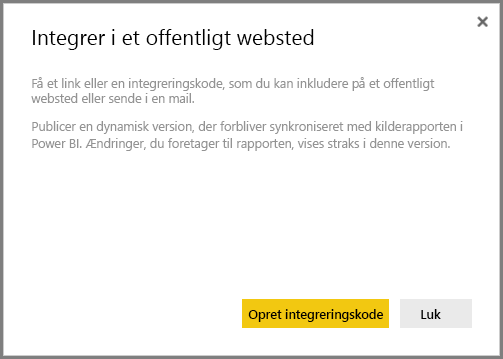 Integrer i et offentligt websted
Få et link eller en integreringskode, som du kan inkludere på et offentligt
websted eller sende i en mail.
Publicer en dynamisk version, der forbliver synkroniseret med kilderapporten i
Power BI. Ændringer, du foretager til rapporten, vises straks i denne version.
Opret integreringskode
Luk